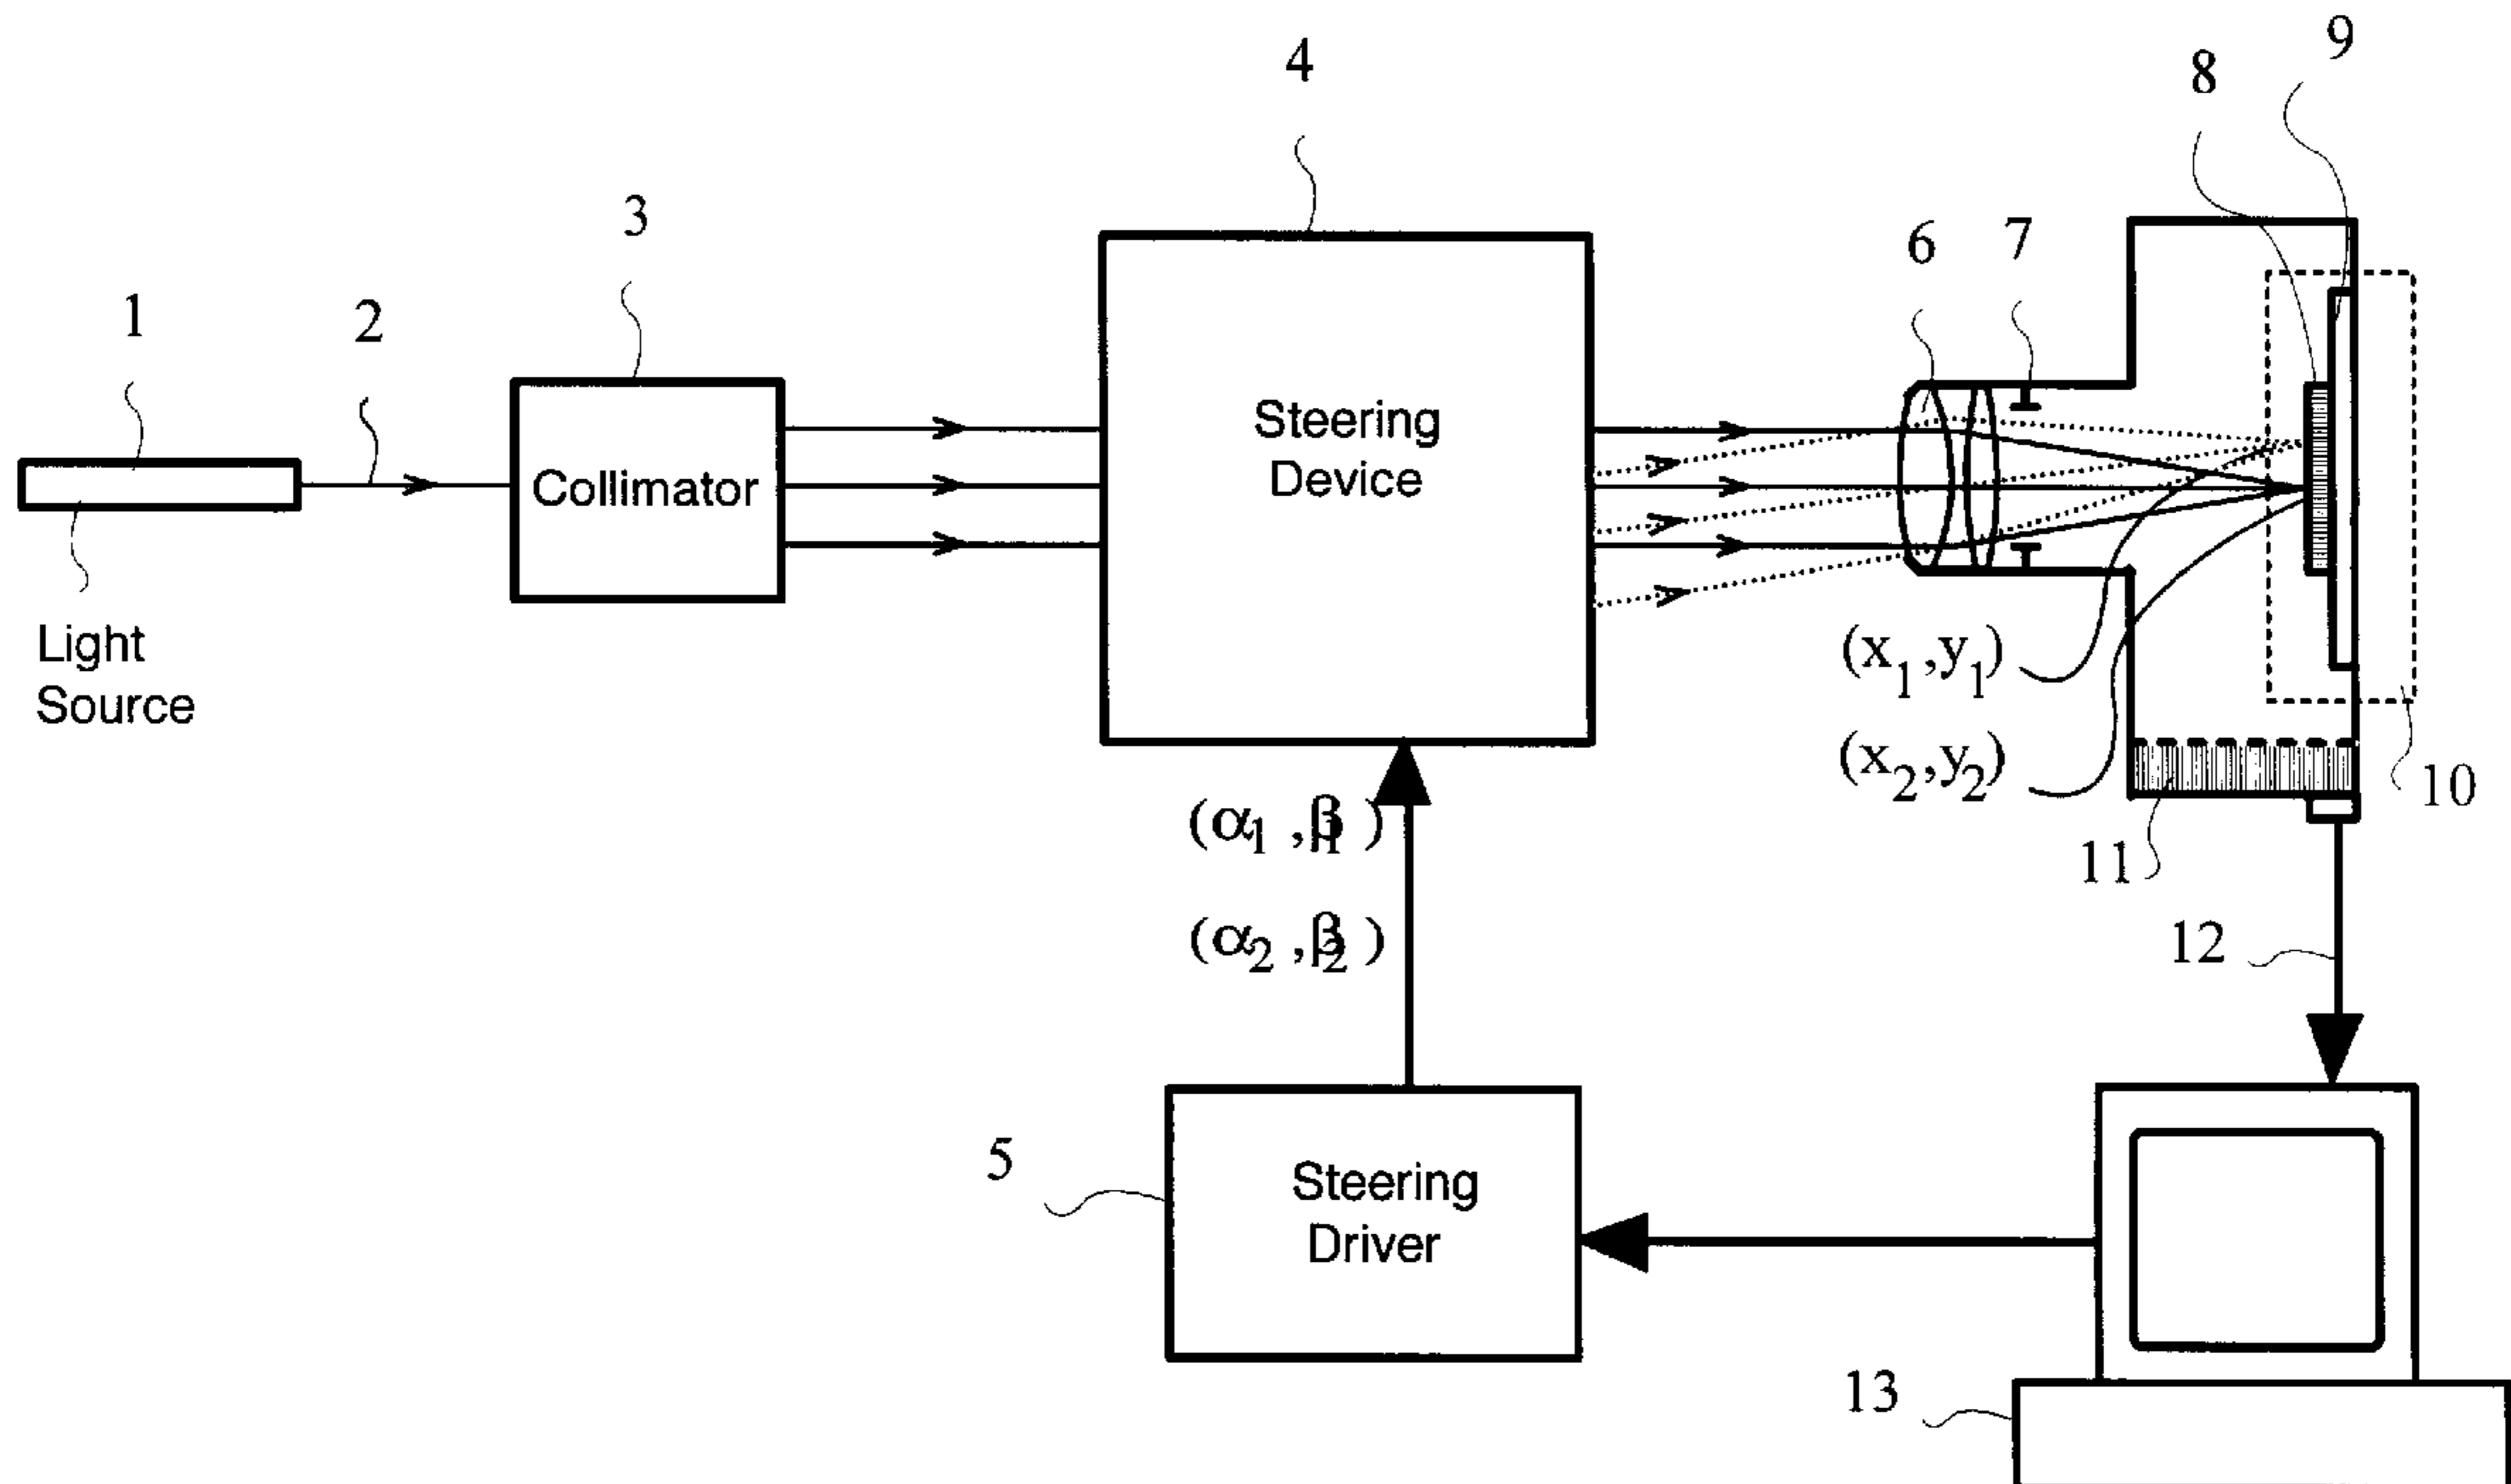 9
4
8
3
6 7
1
2
Steering
Device
Collimator
Light
Source
(x1,y1)
(x2,y2)
10
(α1 ,β1 )
11
(α2 ,β2 )
12
5
Steering
Driver
13